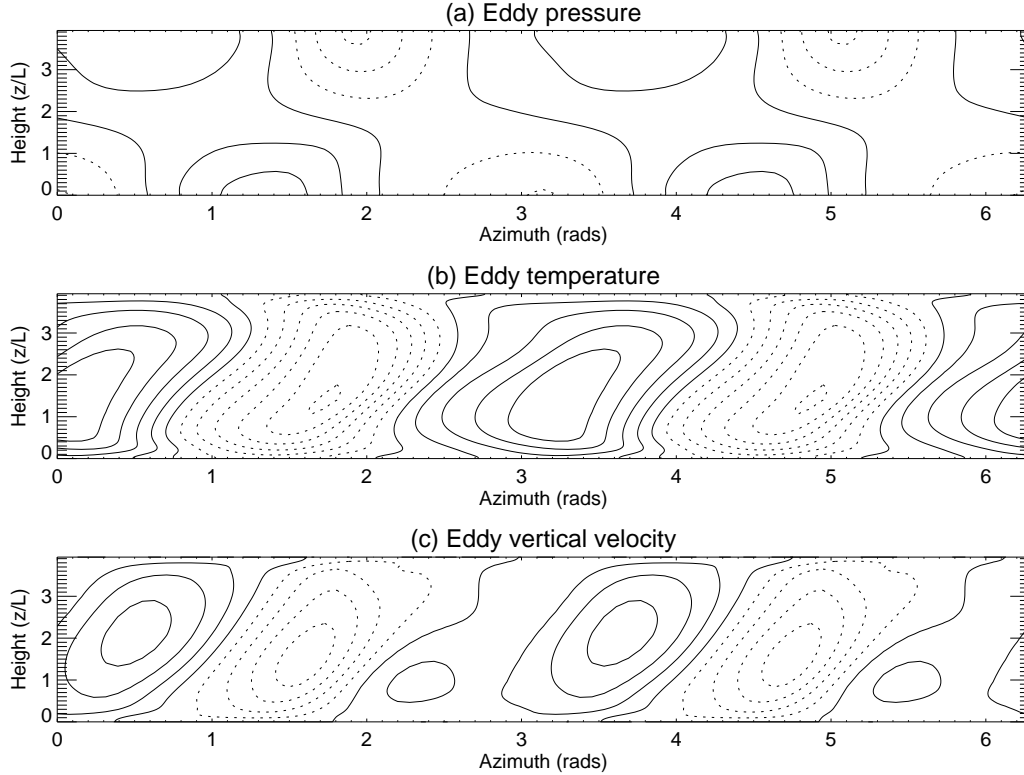 (a) Eddy pressure
Height (z/L)
3
2
1
0
0 1 2 3 4 5 6
Azimuth (rads)
(b) Eddy temperature
Height (z/L)
3
2
1
0
0 1 2 3 4 5 6
Azimuth (rads)
(c) Eddy vertical velocity
Height (z/L)
3
2
1
0
0 1 2 3 4 5 6
Azimuth (rads)